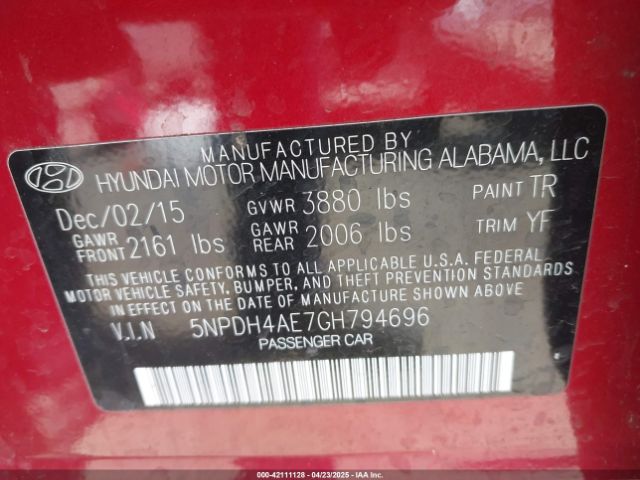 MANUFACTURED BY
HYUNDAI MOTOR MANUFACTURING ALABAMA, LLC
Dec/02/15 GVWR 3880 lbs PAINT TR
GAWR FRONT 2161 lbs GAWR REAR 2006 lbs TRIM YF
THIS VEHICLE CONFORMS TO ALL APPLICABLE U.S.A. FEDERAL
MOTOR VEHICLE SAFETY, BUMPER, AND THEFT PREVENTION STANDARDS
IN EFFECT ON THE DATE OF MANUFACTURE SHOWN ABOVE.
V.I.N 5NPDH4AE7GH794696
PASSENGER CAR
000-42111128 - 04/23/2025 - IAA Inc.